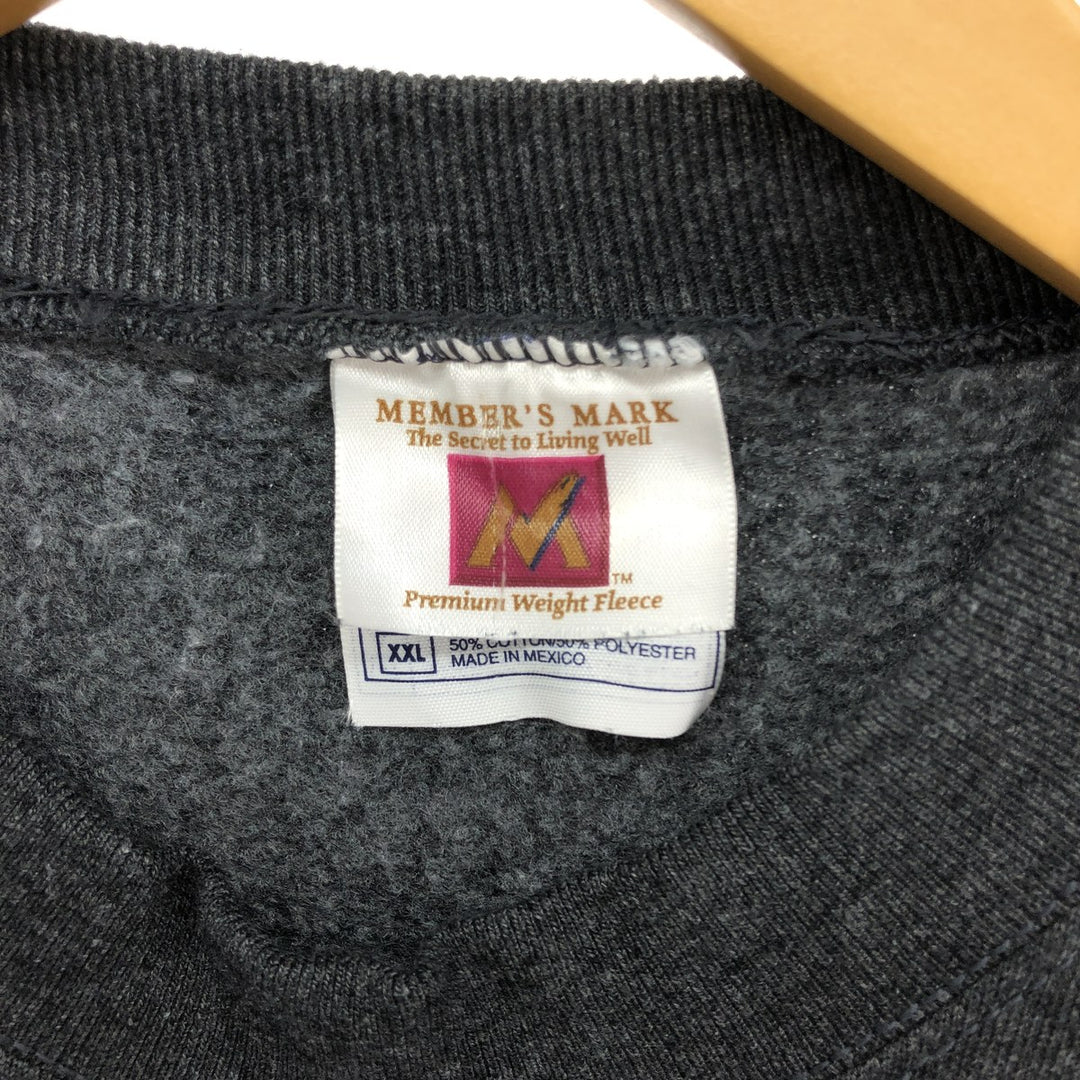 MEMBER'S MARK
The Secret to Living Well
M
TM
Premium Weight Fleece
XXL
50% COTTON/50% POLYESTER
MADE IN MEXICO